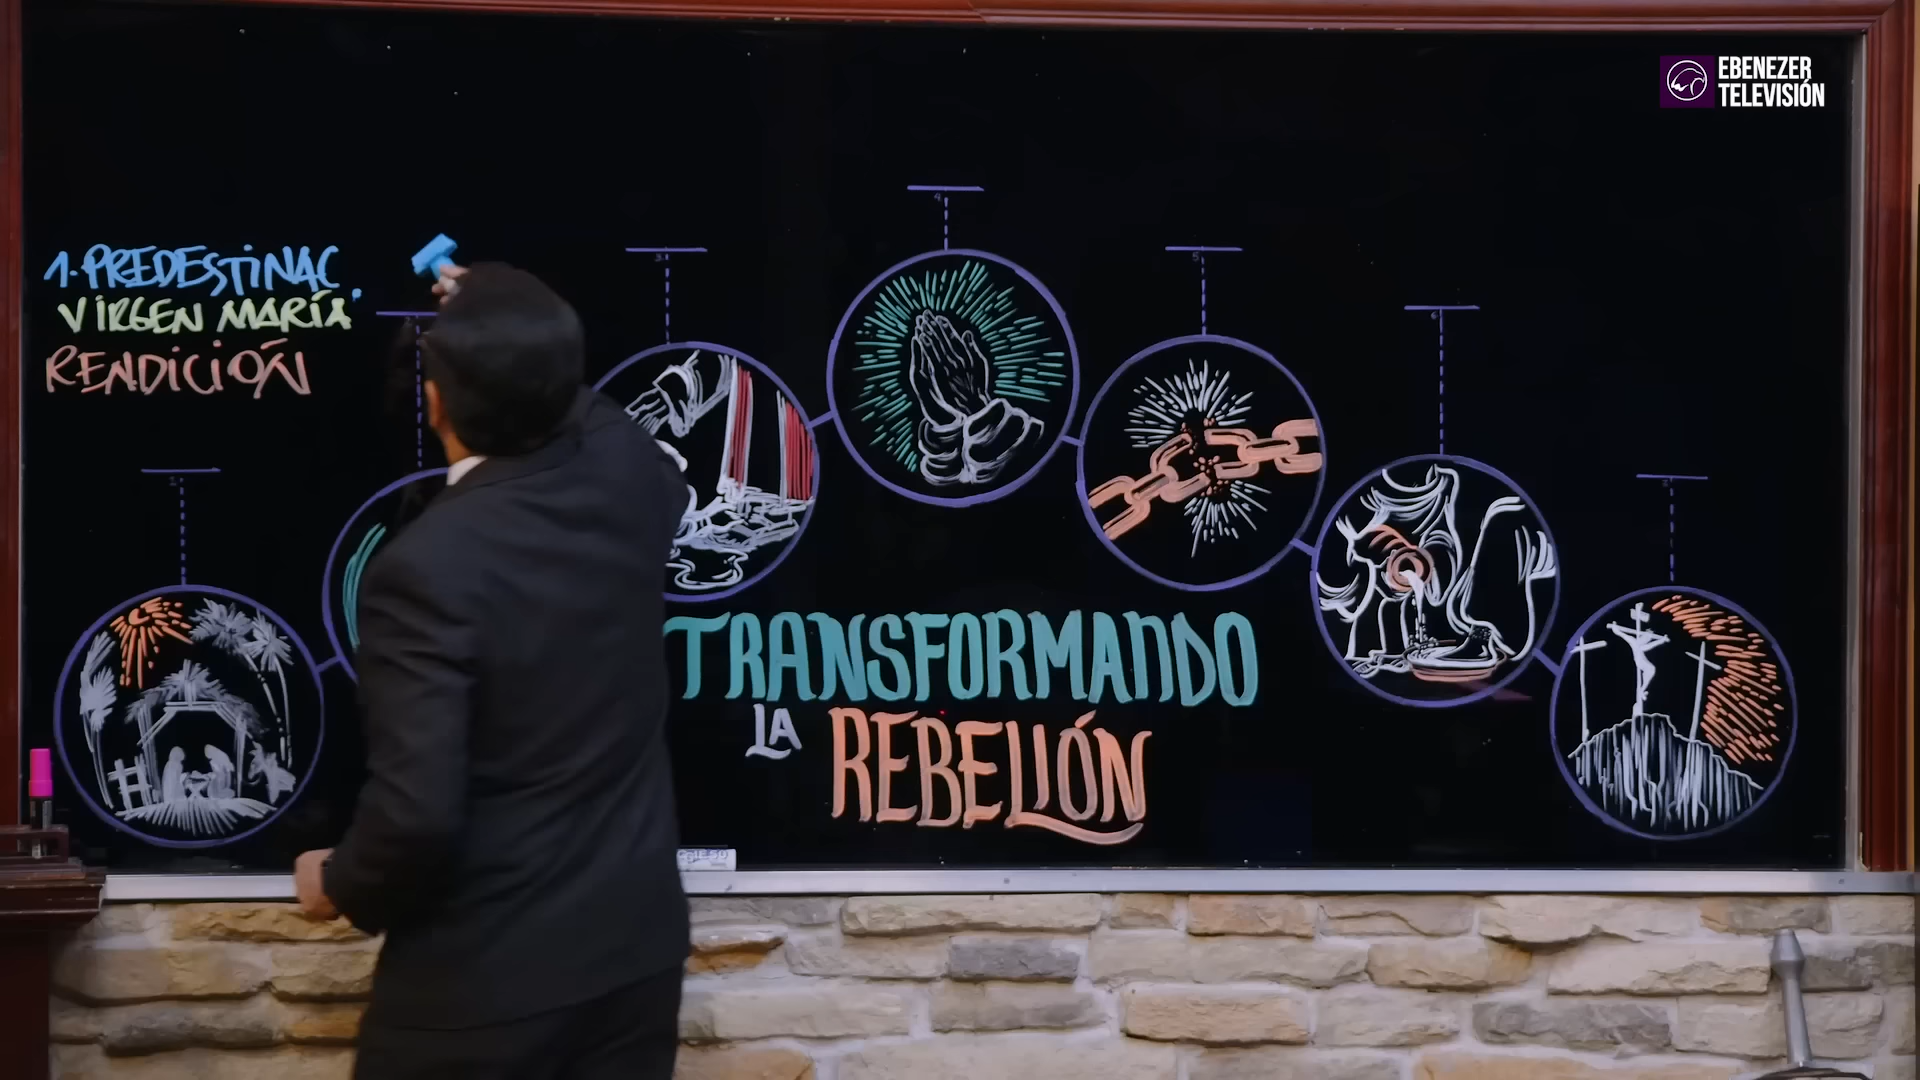 EBENEZER
TELEVISIÓN
1. PREDESTINAC.
VIRGEN MARÍA
RENDICIÓN
TRANSFORMANDO
LA REBELIÓN